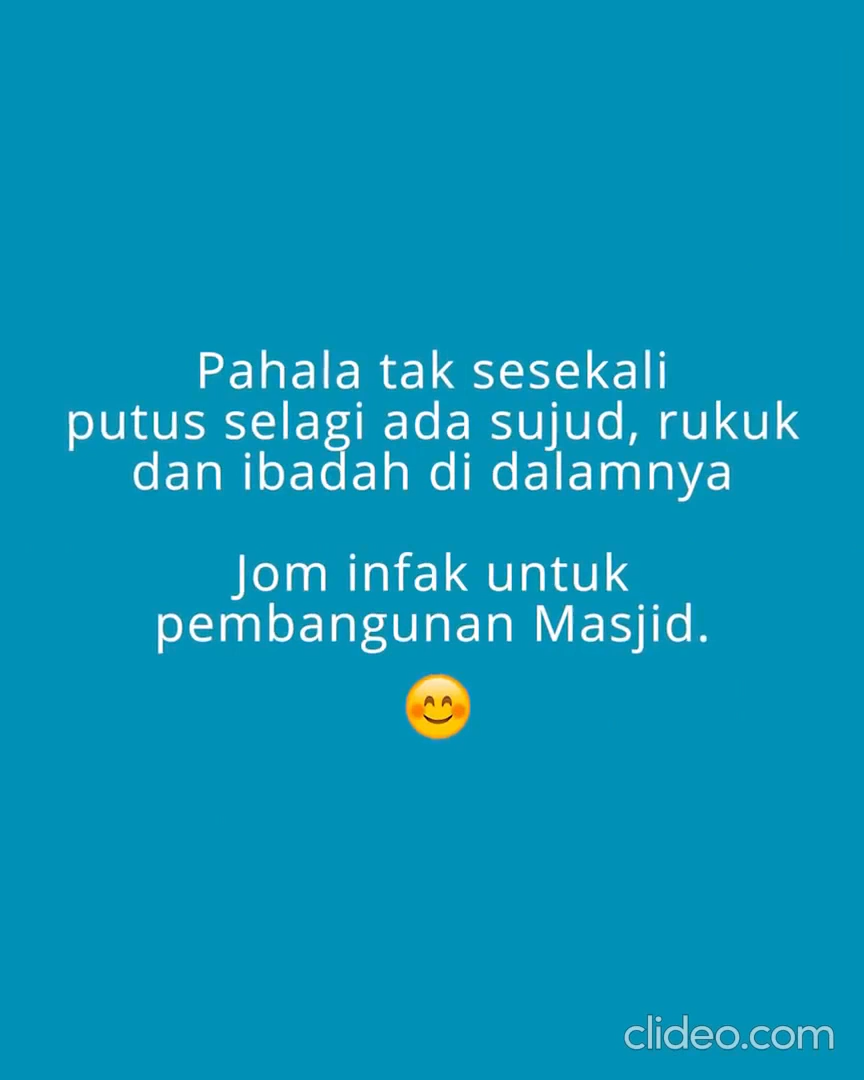 Pahala tak sesekali
putus selagi ada sujud, rukuk
dan ibadah di dalamnya
Jom infak untuk
pembangunan Masjid.
😊
clideo.com